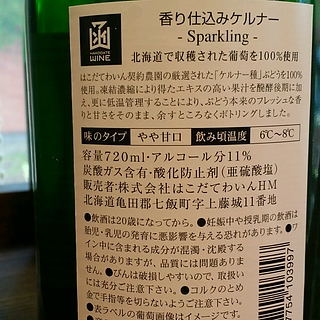 函
HAKODATE
WINE
香り仕込みケルナー
- Sparkling -
北海道で収穫された葡萄を100%使用
はこだてわいん契約農園の厳選された「ケルナー種」ぶどうを100%
使用。凍結濃縮により得たエキスの高い果汁を醗酵後期に加
え、更に低温管理することにより、ぶどう本来のフレッシュな香
りと甘さをそのまま、余すところなくボトリングしました。
味のタイプ やや甘口 飲み頃温度 6℃～8℃
容量720ml・アルコール分11%
炭酸ガス含有・酸化防止剤(亜硫酸塩)
販売者:株式会社はこだてわいんHM
北海道亀田郡七飯町字上藤城11番地
●飲酒は20歳になってから。●妊娠中や授乳期の飲酒は
胎児・乳児の発育に悪影響を与える恐れがあります。●ワ
イン中に含まれる成分が混濁・沈殿する
場合がありますが、品質には問題ありま
せん。●びんは破損しやすいので、取扱い
には充分ご注意下さい。●コルクのとめ
金で手指等を切らないようご注意下さい。
●表ラベルの葡萄画像はイメージです。